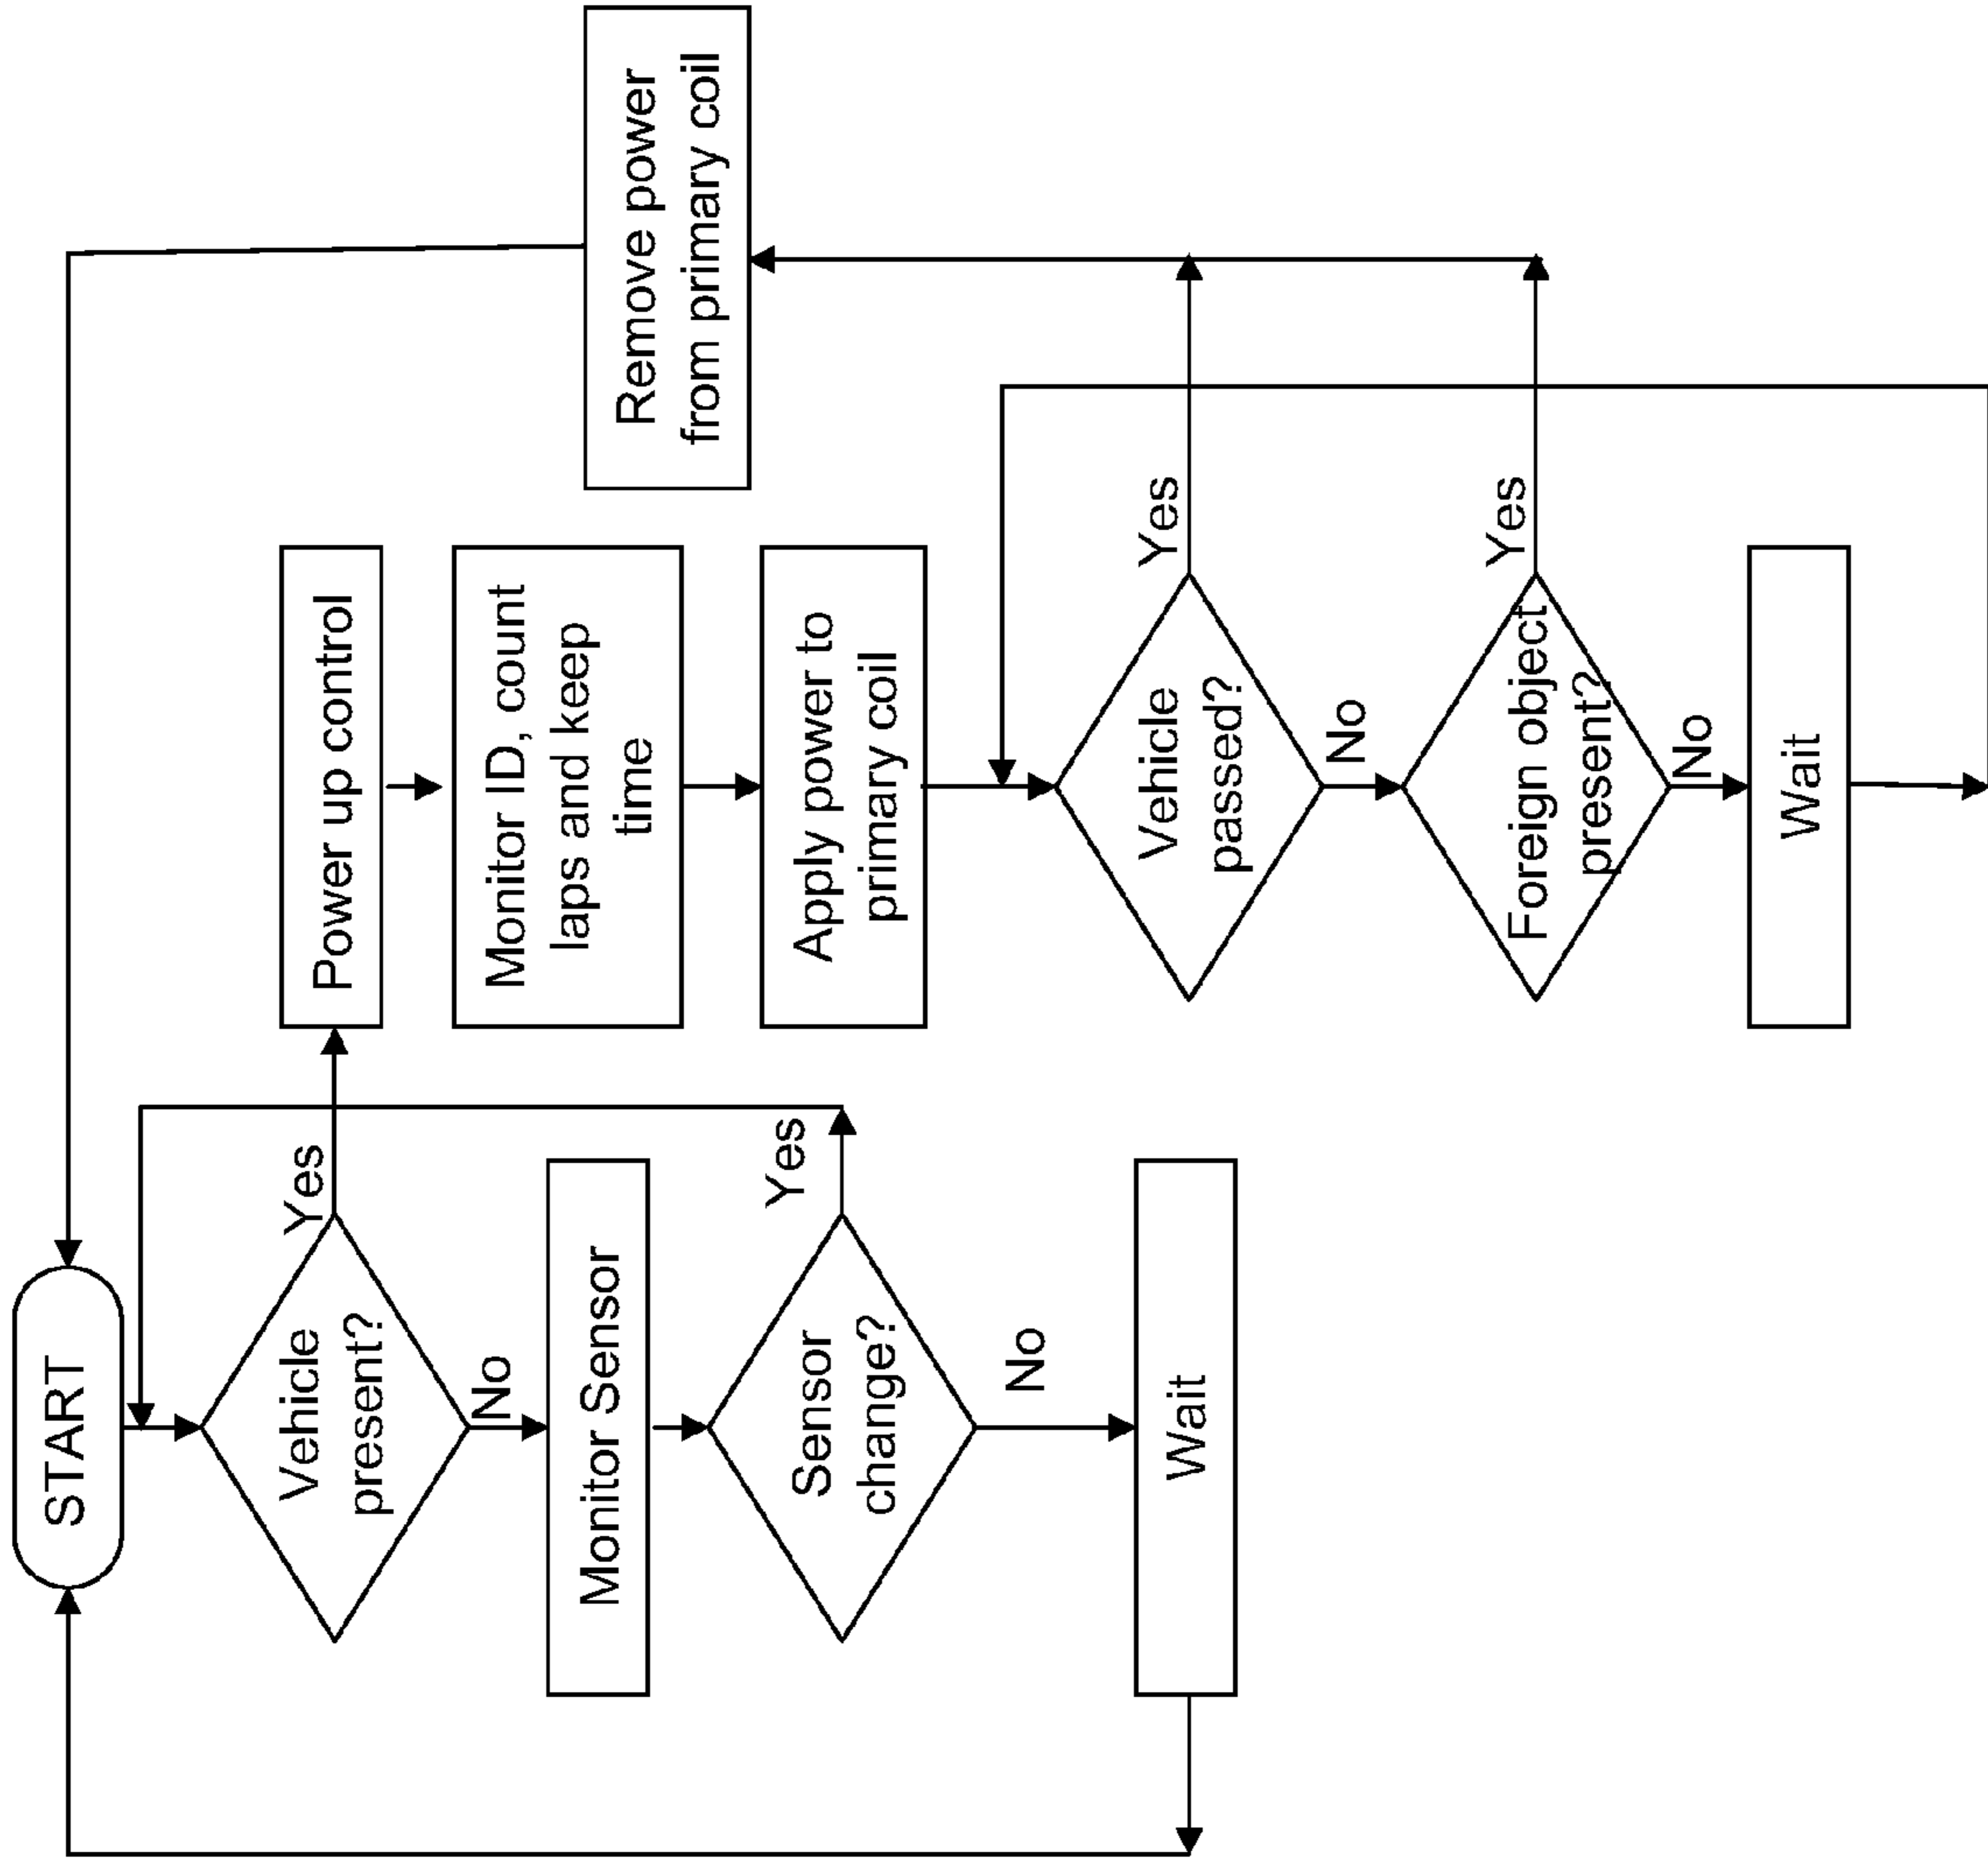 START
Vehicle
present?
Yes
No
Monitor Sensor
Sensor
change?
Yes
No
Wait
Power up control
Monitor ID, count
laps and keep
time
Apply power to
primary coil
Vehicle
passed?
Yes
No
Foreign object
present?
Yes
No
Wait
Remove power
from primary coil